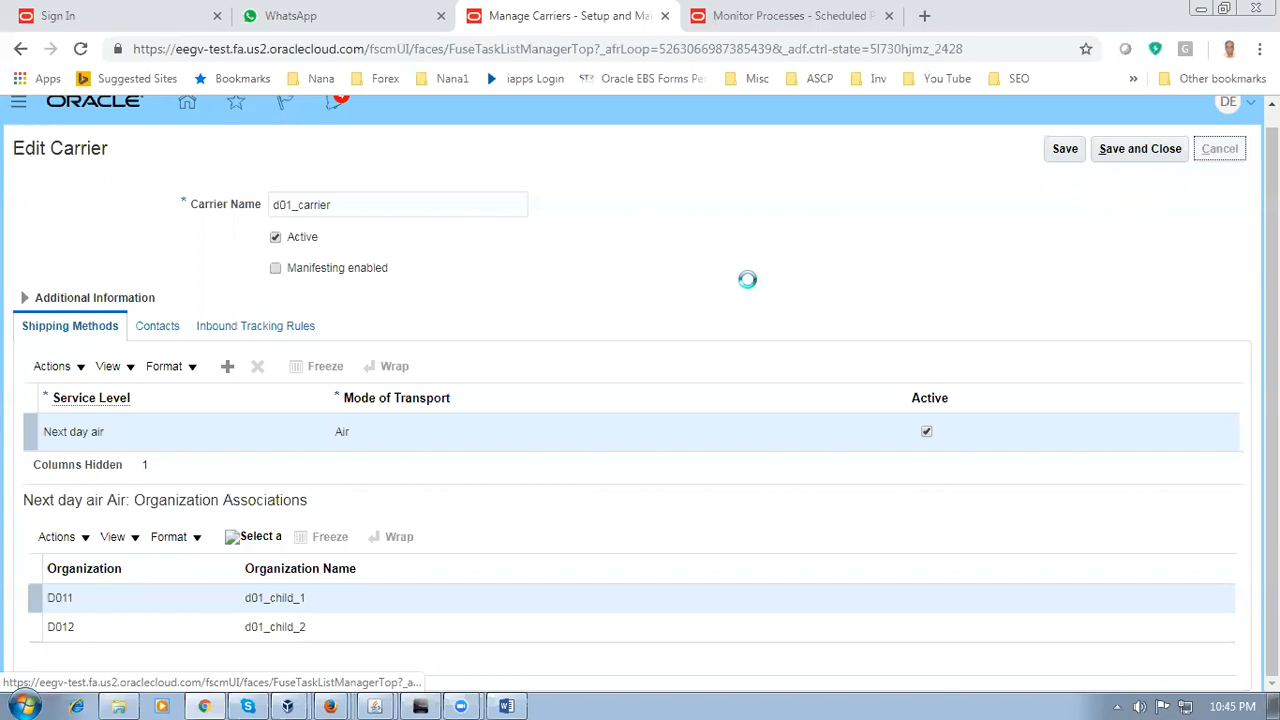 Sign In
WhatsApp
Manage Carriers - Setup and Mai
Monitor Processes - Scheduled P
https://eegv-test.fa.us2.oraclecloud.com/fscmUI/faces/FuseTaskListManagerTop?_afrLoop=5263066987385439&_adf.ctrl-state=5l730hjmz_2428
Apps
Suggested Sites
Bookmarks
Nana
Forex
Nana1
iapps Login
Oracle EBS Forms Pe
Misc
ASCP
Inv
You Tube
SEO
»
Other bookmarks
ORACLE
DE
Edit Carrier
Save
Save and Close
Cancel
* Carrier Name d01_carrier
Active
Manifesting enabled
Additional Information
Shipping Methods
Contacts
Inbound Tracking Rules
Actions
View
Format
Freeze
Wrap
* Service Level
* Mode of Transport
Active
Next day air
Air
Columns Hidden 1
Next day air Air: Organization Associations
Actions
View
Format
Select a
Freeze
Wrap
Organization
Organization Name
D011
d01_child_1
D012
d01_child_2
https://eegv-test.fa.us2.oraclecloud.com/fscmUI/faces/FuseTaskListManagerTop?_a...
10:45 PM